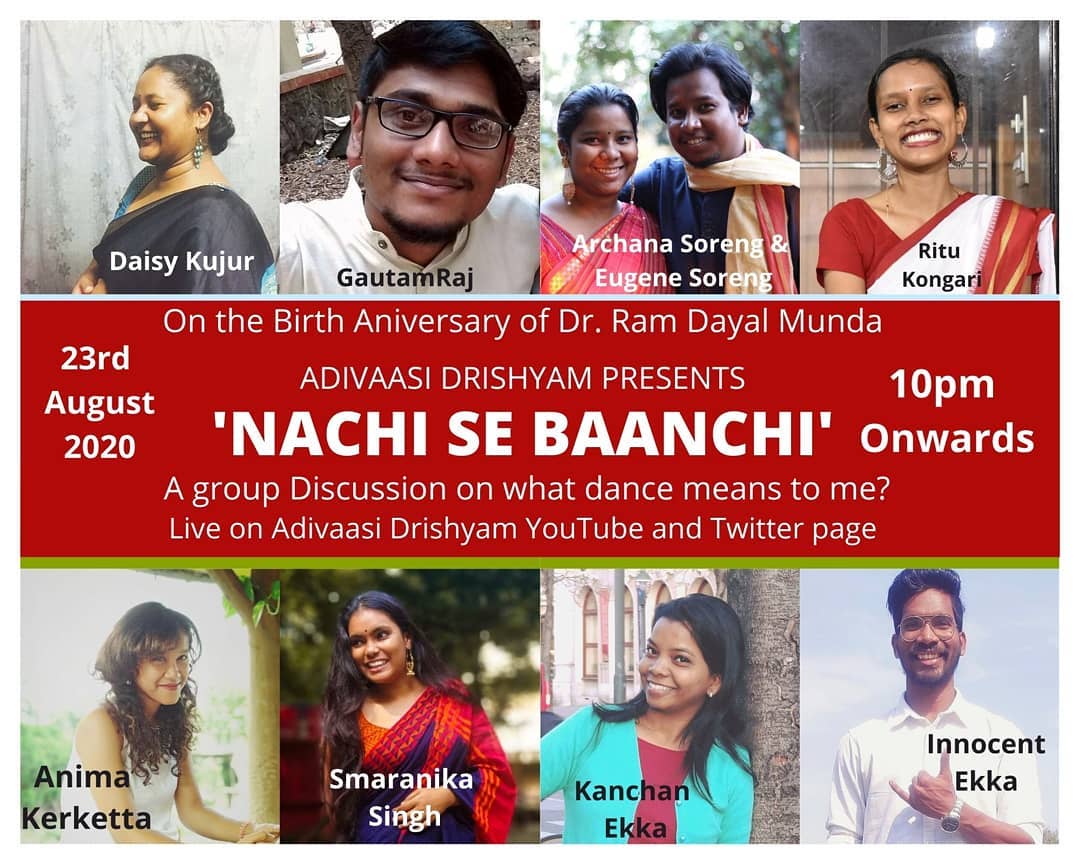 Daisy Kujur
GautamRaj
Archana Soreng &
Eugene Soreng
Ritu
Kongari
On the Birth Aniversary of Dr. Ram Dayal Munda
23rd
August
2020
ADIVAASI DRISHYAM PRESENTS
'NACHI SE BAANCHI'
10pm
Onwards
A group Discussion on what dance means to me?
Live on Adivaasi Drishyam YouTube and Twitter page
Anima
Kerketta
Smaranika
Singh
Kanchan
Ekka
Innocent
Ekka